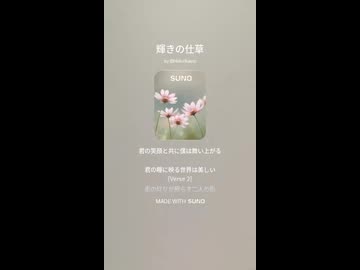 輝きの仕草
SUNO
君の笑顔と共に僕は舞い上がる
君の瞳に映る世界は美しい
[Verse 2]
MADE WITH SUNO